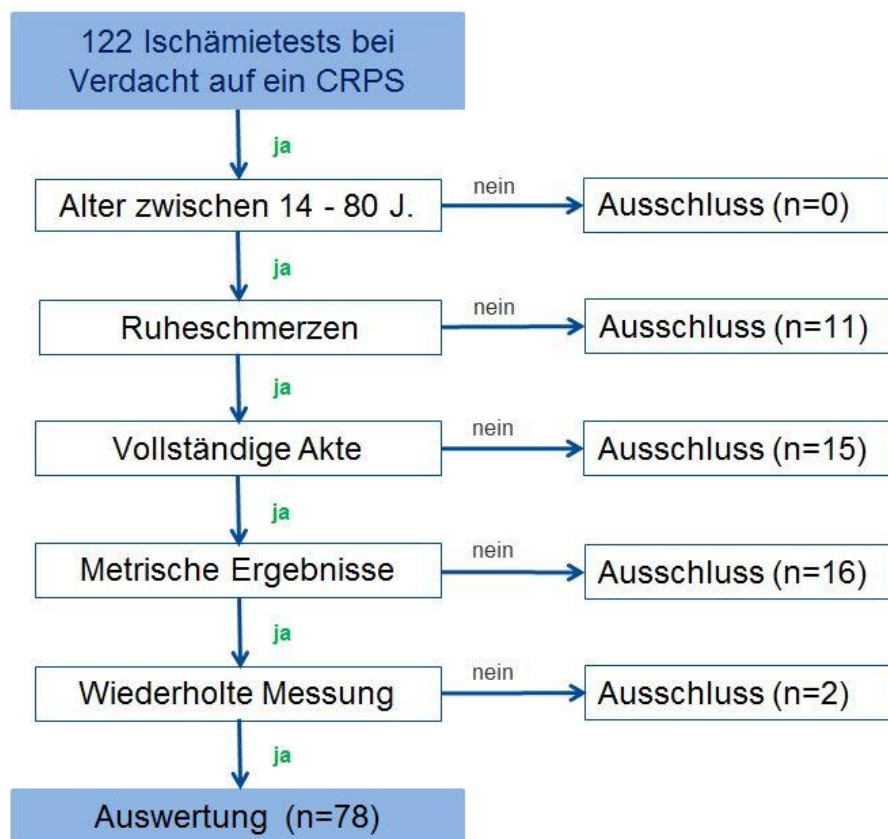 122 Ischämietests bei
Verdacht auf ein CRPS
ja
Alter zwischen 14 - 80 J.
nein
Ausschluss (n=0)
ja
Ruheschmerzen
nein
Ausschluss (n=11)
ja
Vollständige Akte
nein
Ausschluss (n=15)
ja
Metrische Ergebnisse
nein
Ausschluss (n=16)
ja
Wiederholte Messung
nein
Ausschluss (n=2)
ja
Auswertung (n=78)